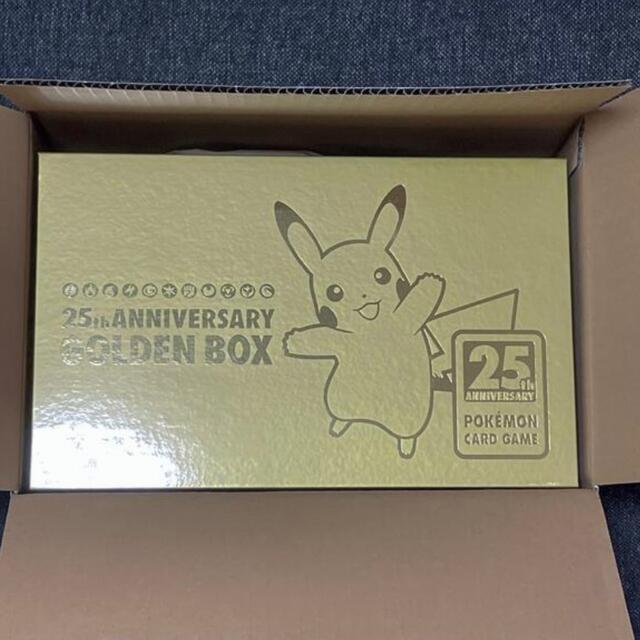 25th ANNIVERSARY
GOLDEN BOX
25th
ANNIVERSARY
POKÉMON
CARD GAME